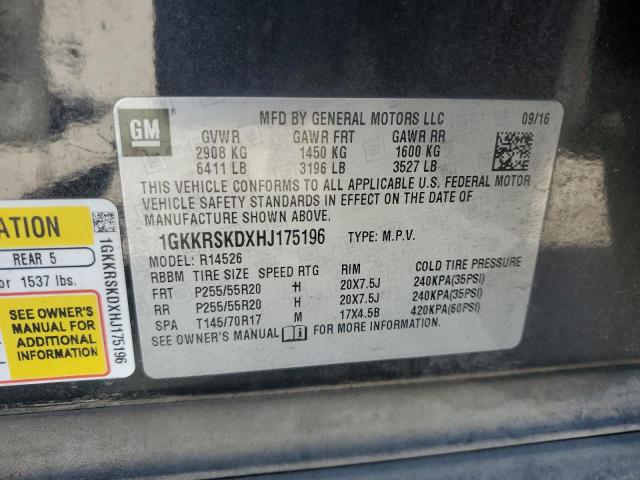 GM
MFD BY GENERAL MOTORS LLC 09/16
GVWR GAWR FRT GAWR RR
2908 KG 1450 KG 1600 KG
6411 LB 3196 LB 3527 LB
THIS VEHICLE CONFORMS TO ALL APPLICABLE U.S. FEDERAL MOTOR
VEHICLE SAFETY STANDARDS IN EFFECT ON THE DATE OF
MANUFACTURE SHOWN ABOVE.
1GKKRSKDXHJ175196 TYPE: M.P.V.
MODEL: R14526
RBBM TIRE SIZE SPEED RTG RIM COLD TIRE PRESSURE
FRT P255/55R20 H 20X7.5J 240KPA(35PSI)
RR P255/55R20 H 20X7.5J 240KPA(35PSI)
SPA T145/70R17 M 17X4.5B 420KPA(60PSI)
SEE OWNER'S MANUAL FOR MORE INFORMATION.
REAR 5
or 1537 lbs.
SEE OWNER'S
MANUAL FOR
ADDITIONAL
INFORMATION
1GKKRSKDXHJ175196